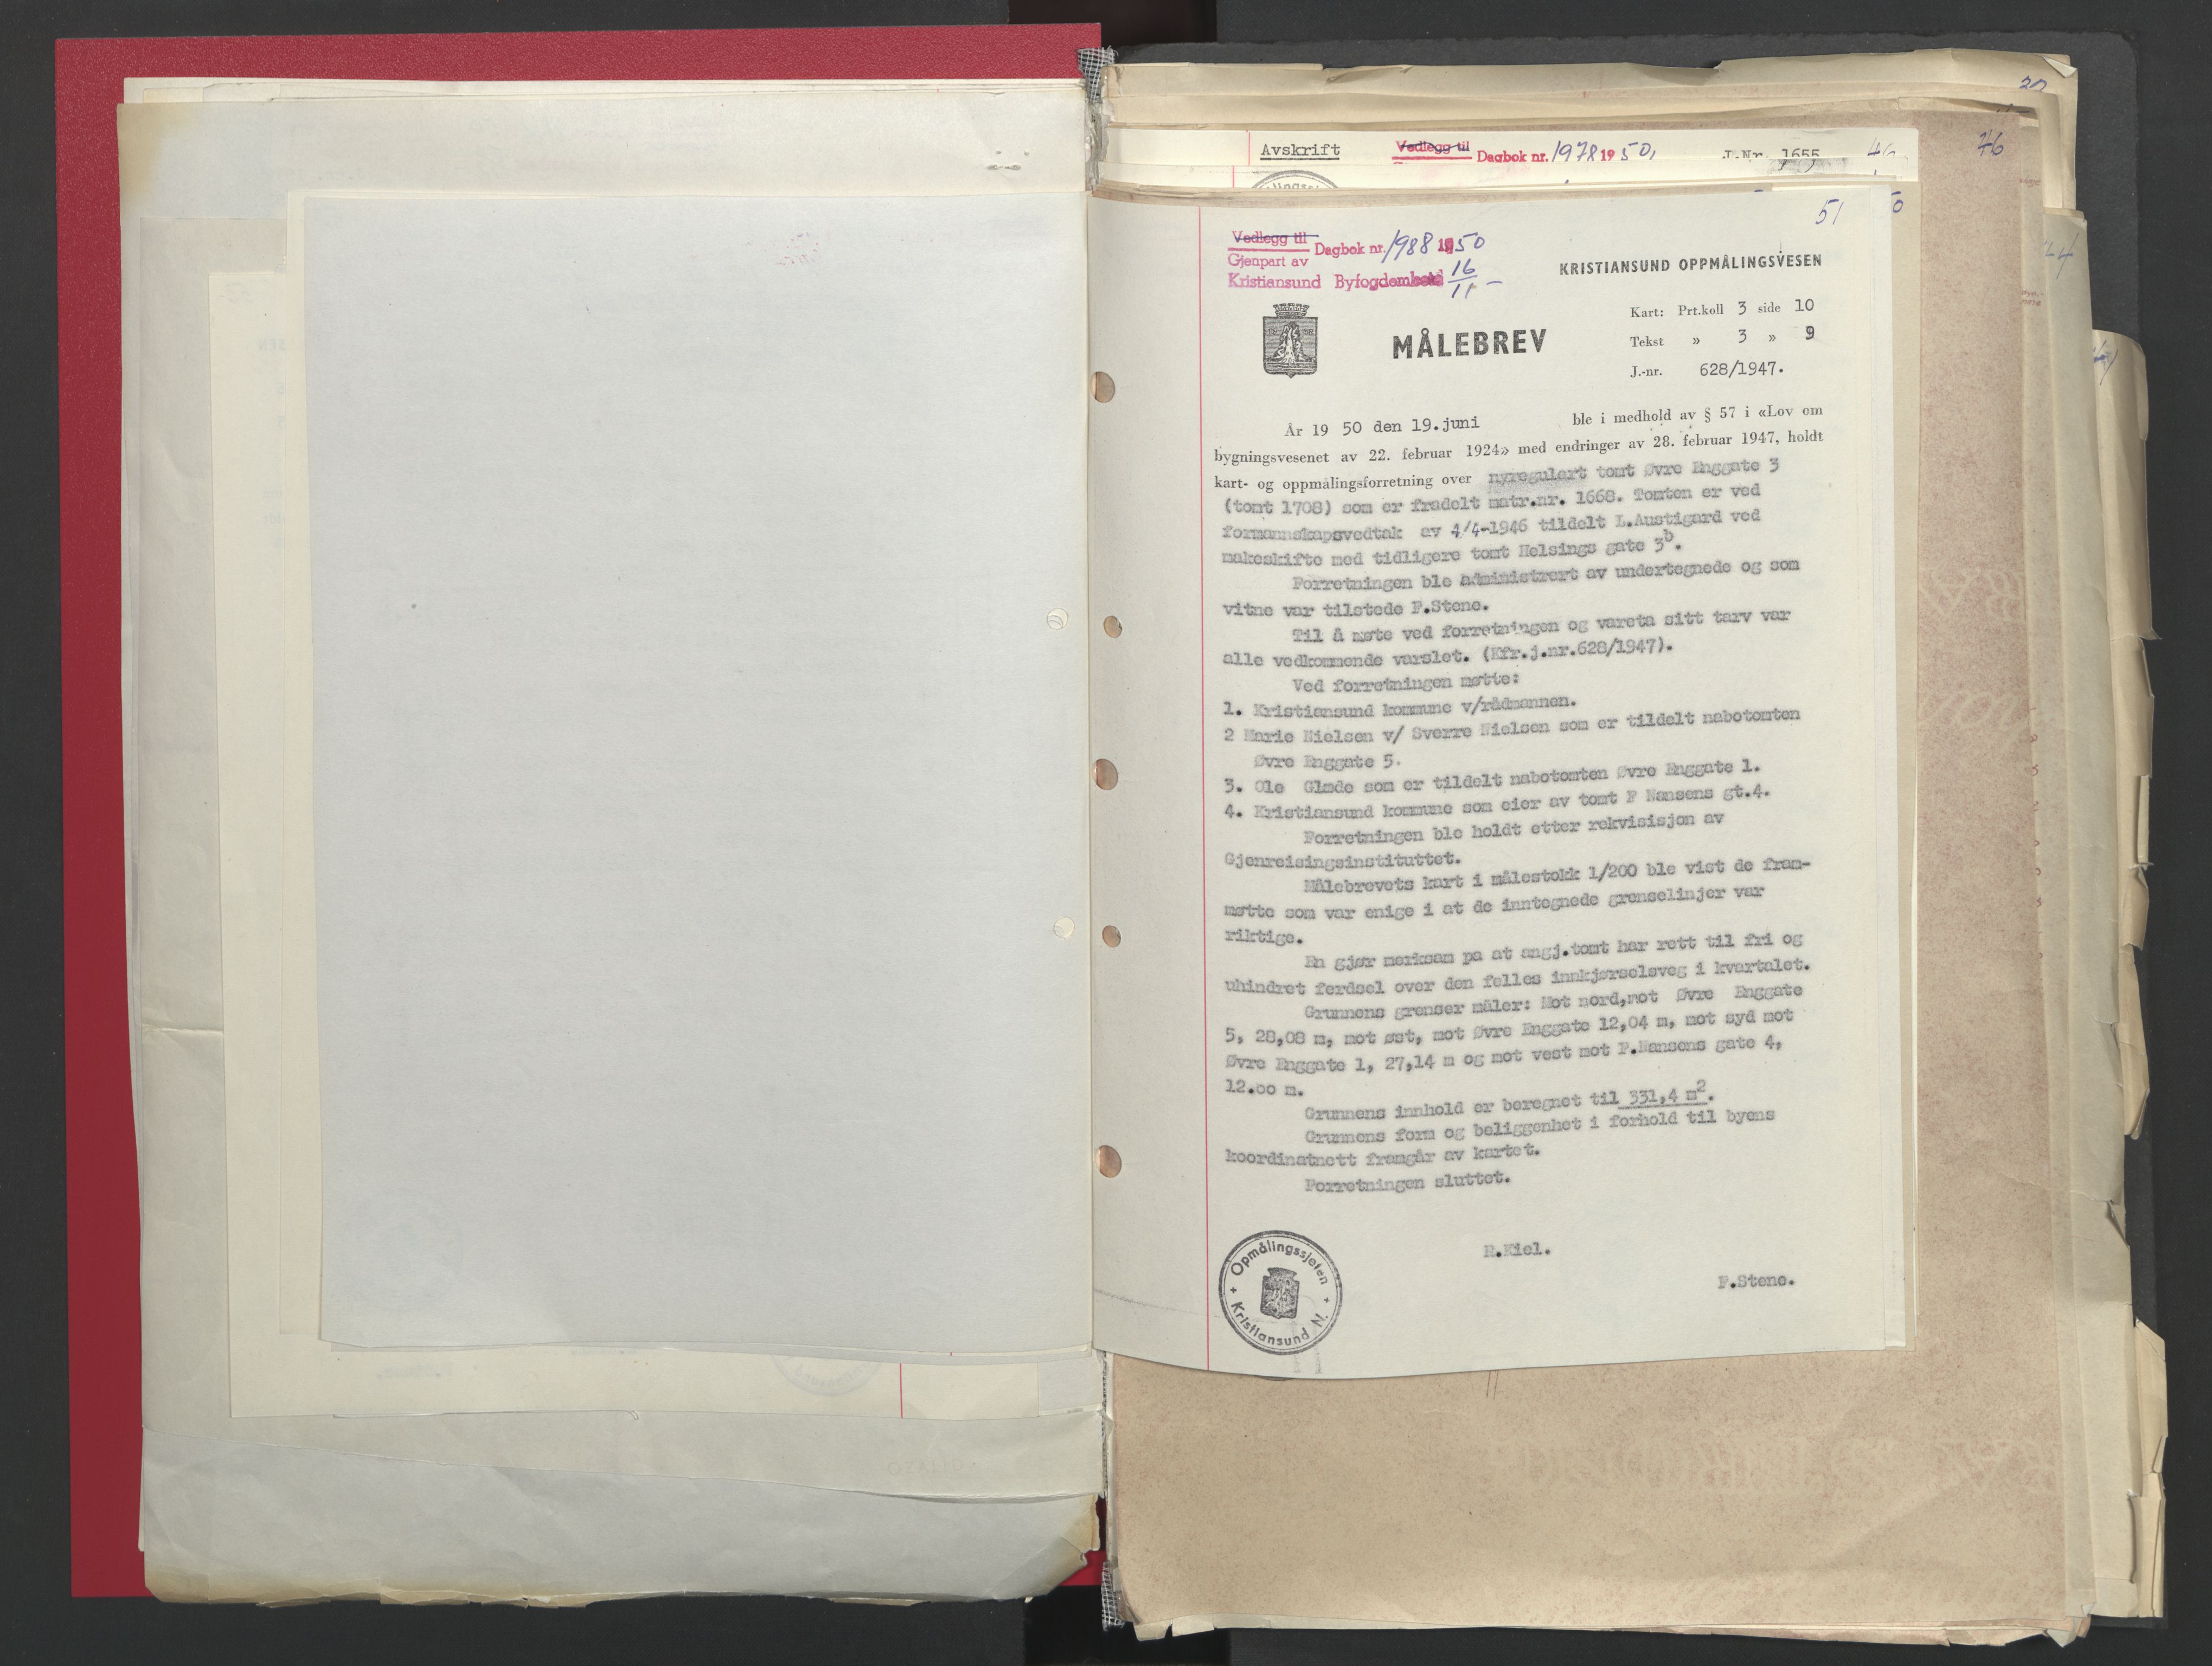 Avskrift Vedlegg til Dagbok nr. 1978 1950, J.Nr. 1655 46
46
51
Vedlegg til Dagbok nr. 1988 1950
Gjenpart av
Kristiansund Byfogdembete 16/11 -
KRISTIANSUND OPPMÅLINGSVESEN
MÅLEBREV
Kart: Prt.koll 3 side 10
Tekst » 3 » 9
J.-nr. 628/1947.
År 19 50 den 19.juni ble i medhold av § 57 i «Lov om
bygningsvesenet av 22. februar 1924» med endringer av 28. februar 1947, holdt
kart- og oppmålingsforretning over nyregulert tomt Øvre Enggate 3
(tomt 1708) som er fradelt matr.nr. 1668. Tomten er ved
formannskapsvedtak av 4/4-1946 tildelt L.Austigard ved
makeskifte med tidligere tomt Helsings gate 3b.
Forretningen ble administrert av undertegnede og som
vitne var tilstede F.Stene.
Til å møte ved forretningen og vareta sitt tarv var
alle vedkommende varslet. (Kfr.j.nr.628/1947).
Ved forretningen møtte:
1. Kristiansund kommune v/rådmannen.
2 Marie Nielsen v/ Sverre Nielsen som er tildelt nabotomten
Øvre Enggate 5.
3. Ole Glæde som er tildelt nabotomten Øvre Enggate 1.
4. Kristiansund kommune som eier av tomt F Nansens gt.4.
Forretningen ble holdt etter rekvisisjon av
Gjenreisingsinstituttet.
Målebrevets kart i målestokk 1/200 ble vist de fram-
møtte som var enige i at de inntegnede grenselinjer var
riktige.
En gjør merksam pa at angj.tomt har rett til fri og
uhindret ferdsel over den felles innkjørselsveg i kvartalet.
Grunnens grenser måler: Mot nord,mot Øvre Enggate
5, 28,08 m, mot øst, mot Øvre Enggate 12,04 m, mot syd mot
Øvre Enggate 1, 27,14 m og mot vest mot F.Nansens gate 4,
12.oo m.
Grunnens innhold er beregnet til 331,4 m2.
Grunnens form og beliggenhet i forhold til byens
koordinatnett framgår av kartet.
Forretningen sluttet.
R.Kiel.
F.Stene.
Opmålingssjefen
Kristiansund N.